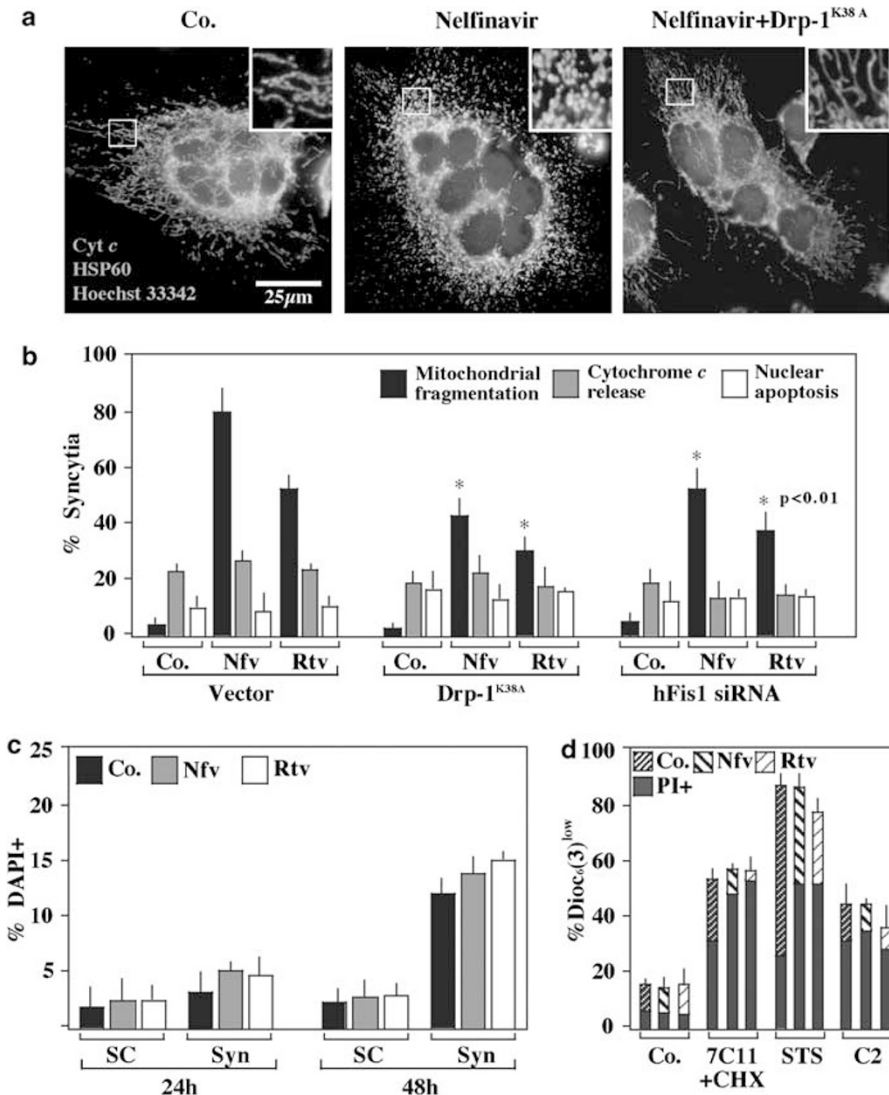 a
Co. Nelfinavir Nelfinavir+Drp-1K38 A
Cyt c
HSP60
Hoechst 33342
25μm
b
% Syncytia
100
80
60
40
20
0
Mitochondrial fragmentation
Cytochrome c release
Nuclear apoptosis
* * * * p<0.01
Co. Nfv Rtv Co. Nfv Rtv Co. Nfv Rtv
Vector Drp-1K38A hFis1 siRNA
c
% DAPI+
25
20
15
10
5
0
Co. Nfv Rtv
SC Syn SC Syn
24h 48h
d
%Dioc6(3)low
100
80
60
40
20
0
Co. Nfv Rtv
PI+
Co. 7C11 STS C2
+CHX